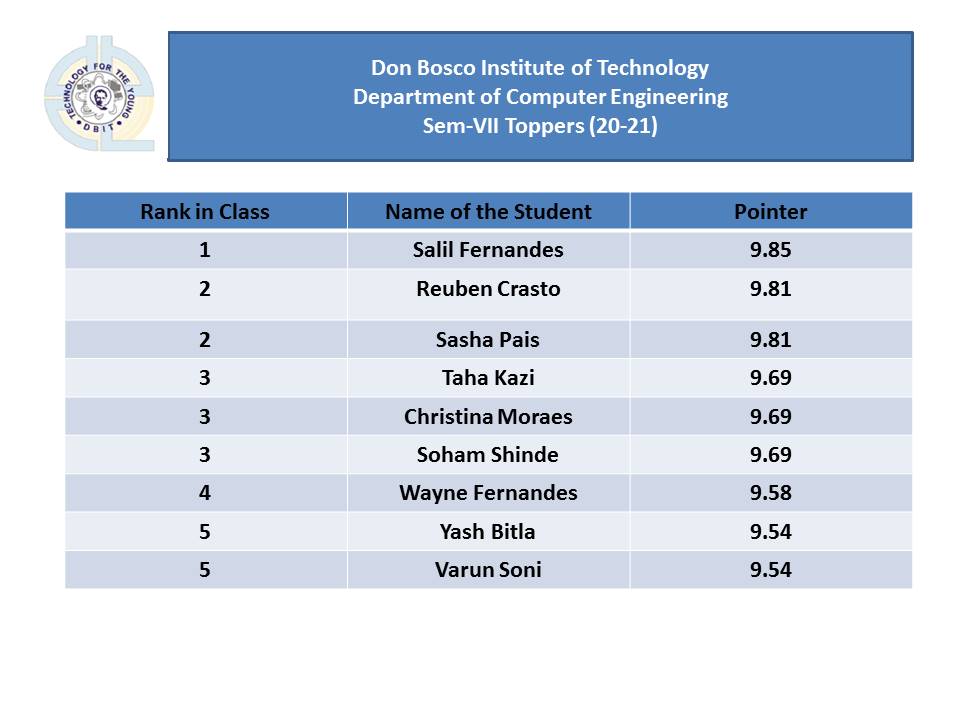 TECHNOLOGY FOR THE YOUNG
DBIT
Don Bosco Institute of Technology
Department of Computer Engineering
Sem-VII Toppers (20-21)
Rank in Class Name of the Student Pointer
1 Salil Fernandes 9.85
2 Reuben Crasto 9.81
2 Sasha Pais 9.81
3 Taha Kazi 9.69
3 Christina Moraes 9.69
3 Soham Shinde 9.69
4 Wayne Fernandes 9.58
5 Yash Bitla 9.54
5 Varun Soni 9.54